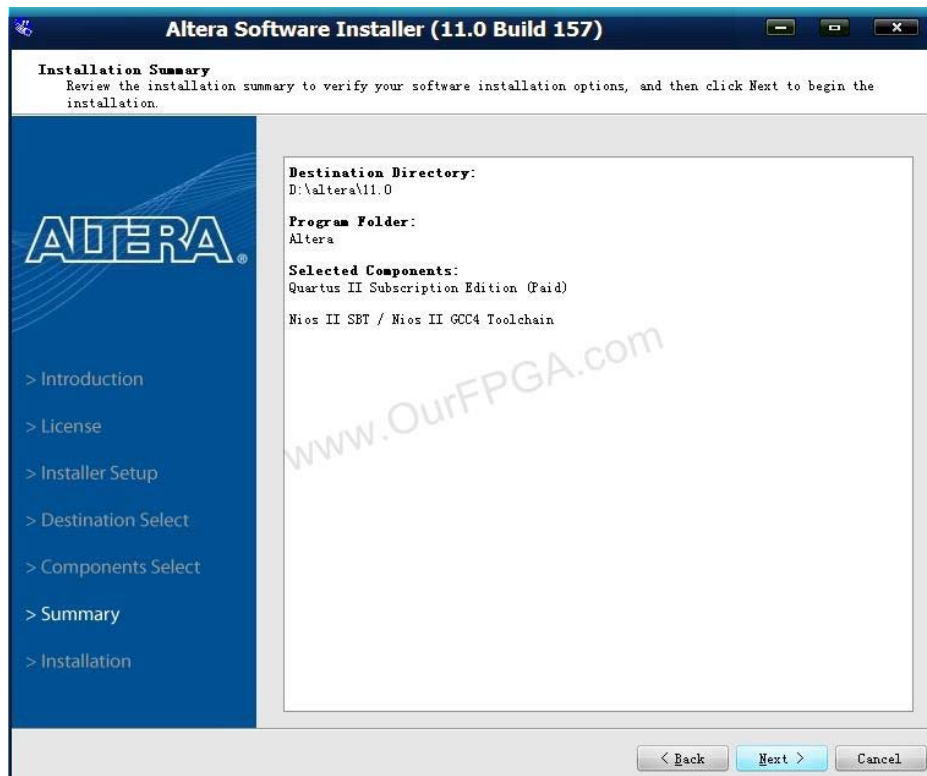 Altera Software Installer (11.0 Build 157)
Installation Summary
Review the installation summary to verify your software installation options, and then click Next to begin the
installation.
ALTERA®
> Introduction
> License
> Installer Setup
> Destination Select
> Components Select
> Summary
> Installation
Destination Directory:
D:\altera\11.0
Program Folder:
Altera
Selected Components:
Quartus II Subscription Edition (Paid)
Nios II SBT / Nios II GCC4 Toolchain
www.OurFPGA.com
< Back
Next >
Cancel